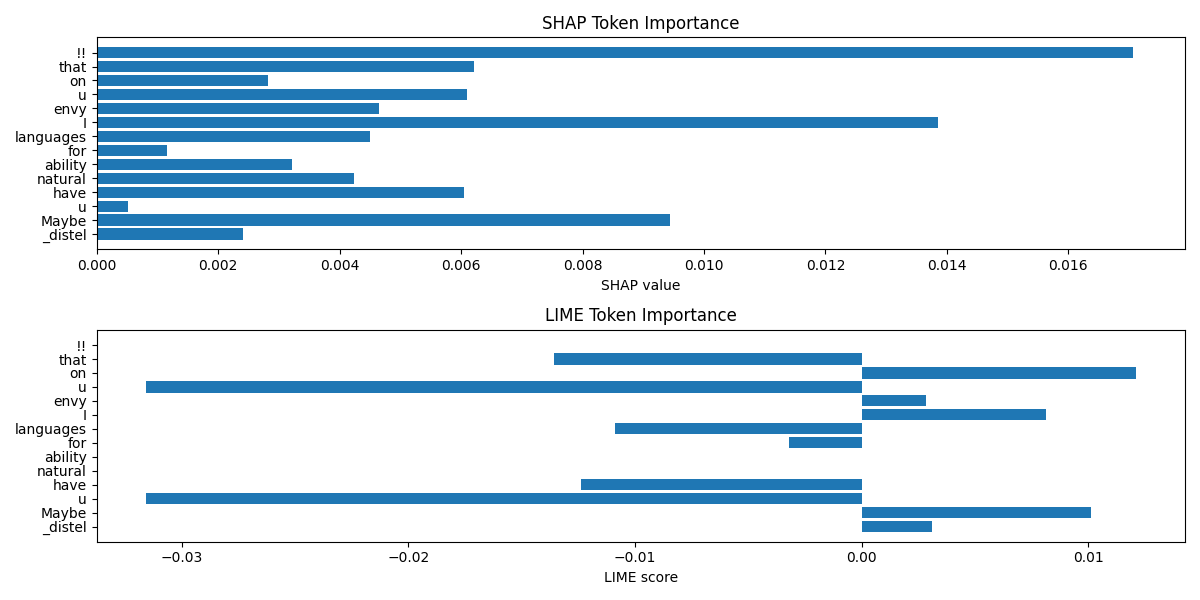 SHAP Token Importance
!!
that
on
u
envy
I
languages
for
ability
natural
have
u
Maybe
_distel
0.000 0.002 0.004 0.006 0.008 0.010 0.012 0.014 0.016
SHAP value
LIME Token Importance
!!
that
on
u
envy
I
languages
for
ability
natural
have
u
Maybe
_distel
−0.03 −0.02 −0.01 0.00 0.01
LIME score